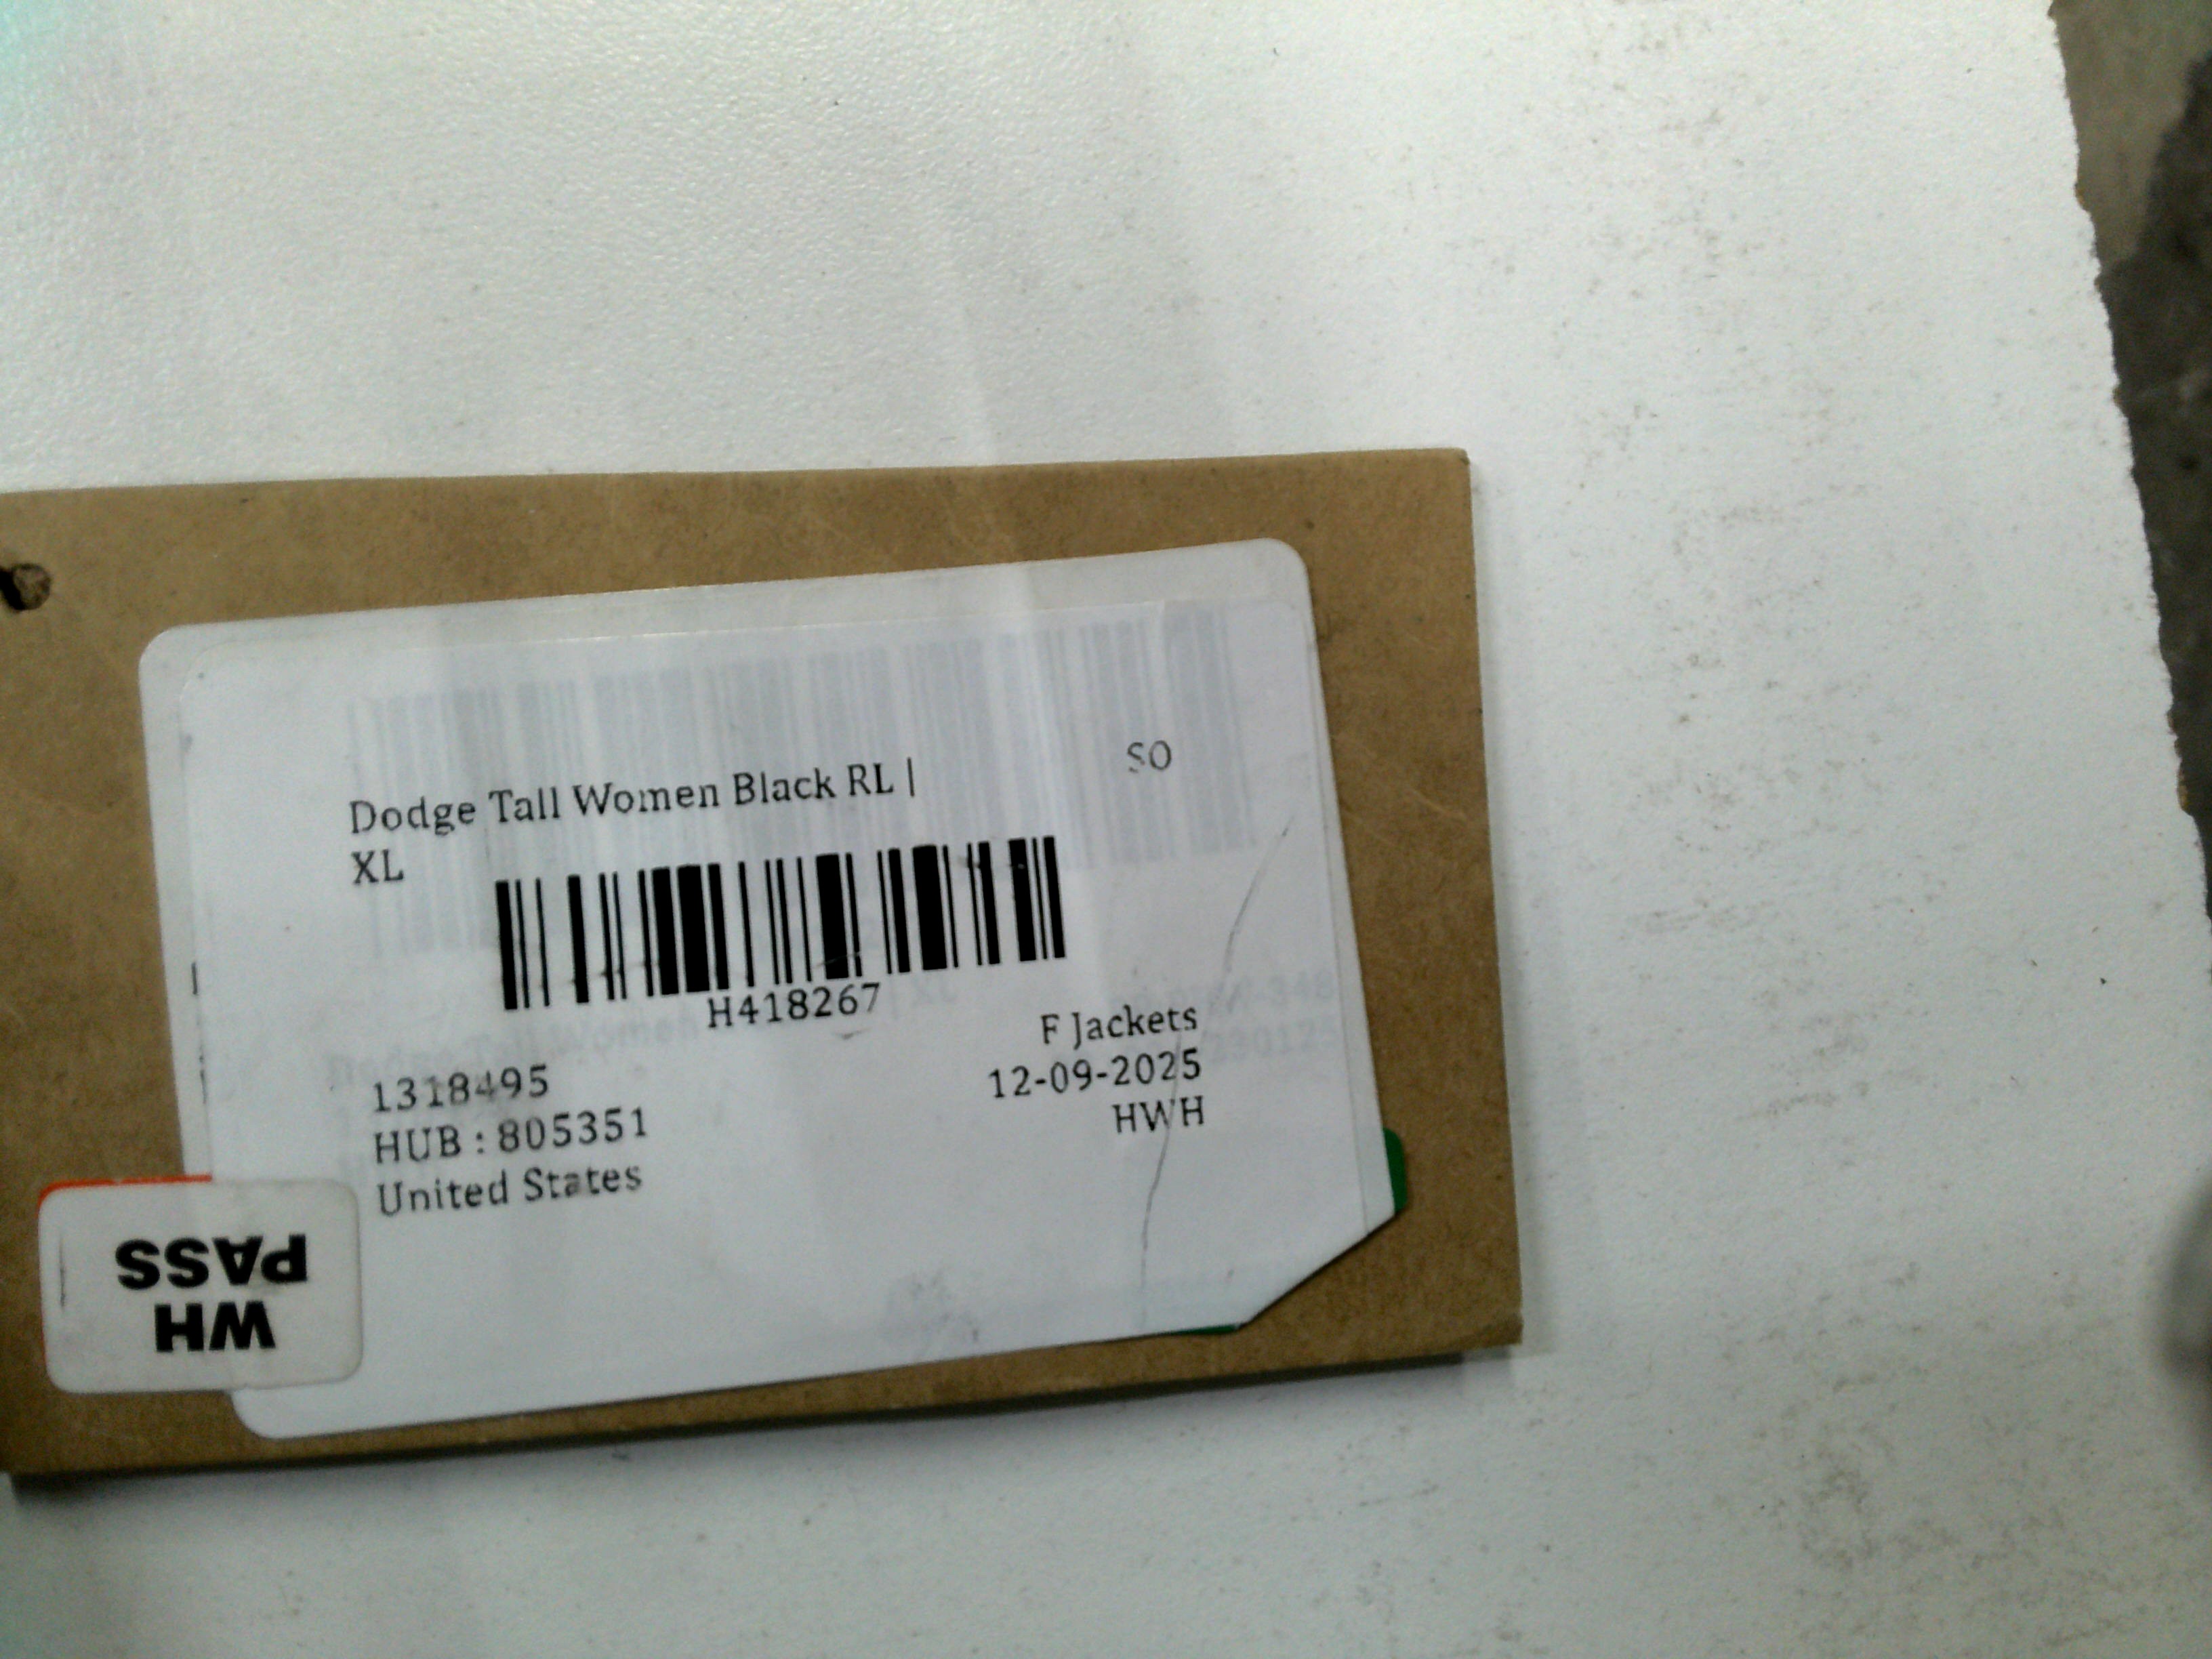 Dodge Tall Women Black RL |
XL
SO
H418267
F Jackets
1318495
12-09-2025
HUB : 805351
HWH
United States
WH
PASS